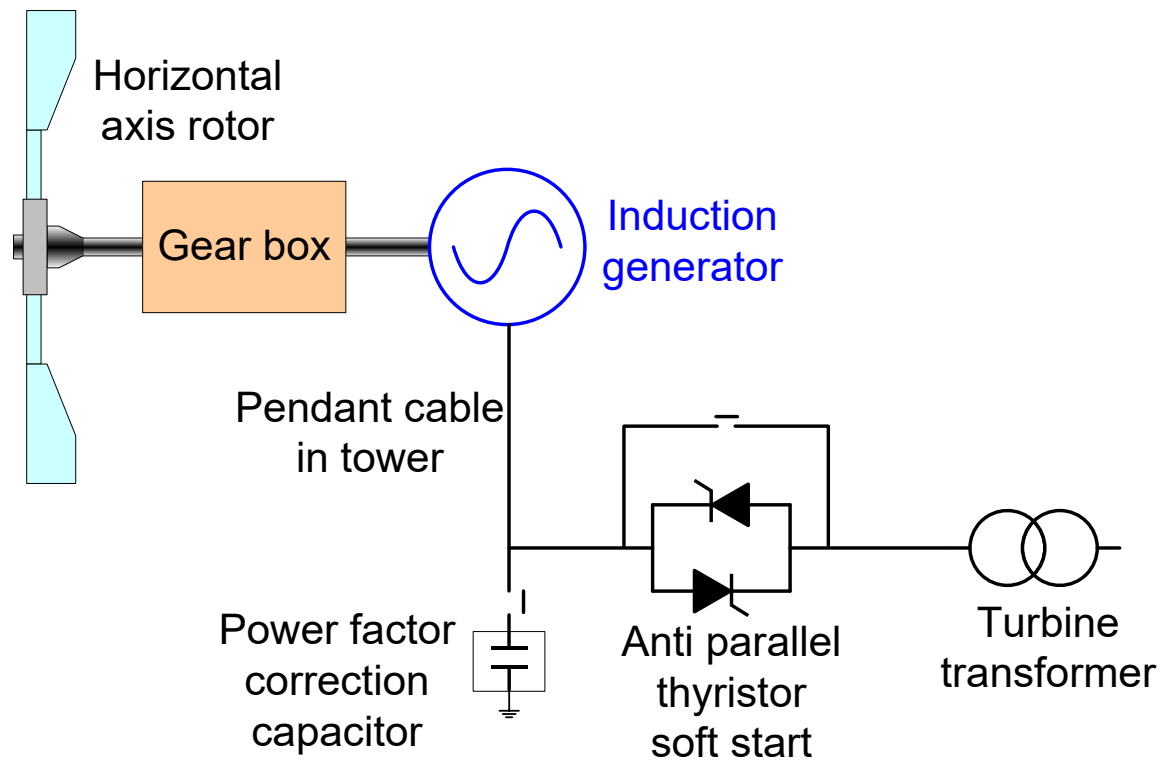 Horizontal
axis rotor
Gear box
Induction
generator
Pendant cable
in tower
Power factor
correction
capacitor
Anti parallel
thyristor
soft start
Turbine
transformer